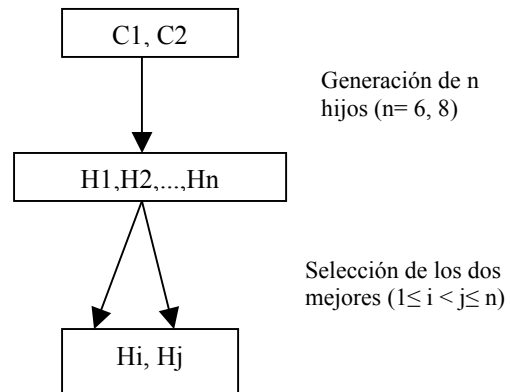 C1, C2
Generación de n
hijos (n= 6, 8)
H1,H2,...,Hn
Selección de los dos
mejores (1≤ i < j≤ n)
Hi, Hj